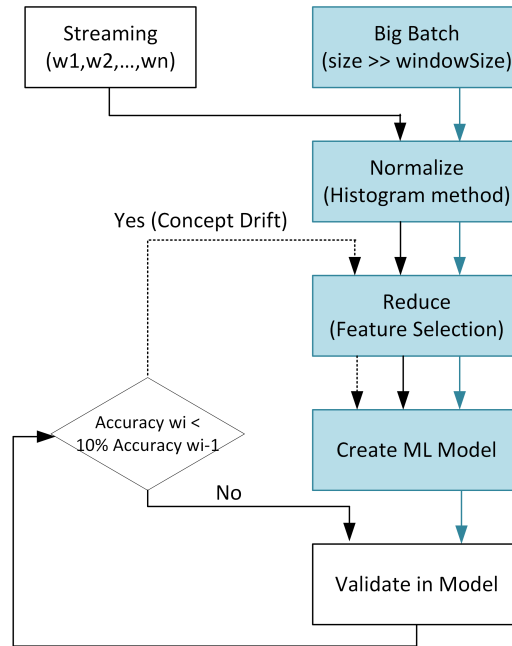 Streaming
(w1,w2,...,wn)
Big Batch
(size >> windowSize)
Normalize
(Histogram method)
Yes (Concept Drift)
Reduce
(Feature Selection)
Accuracy wi <
10% Accuracy wi-1
Create ML Model
No
Validate in Model